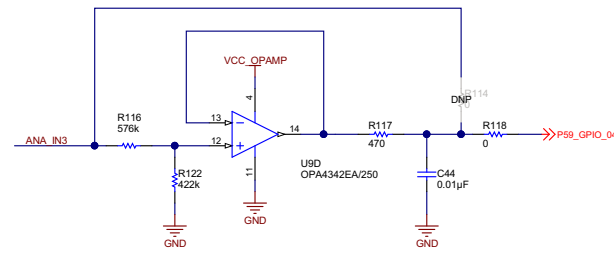 VCC_OPAMP
R114
0
DNP
R116
576k
4
13
R117
R118
P59_GPIO_04
14
ANA_IN3
12
470
0
U9D
OPA4342EA/250
R122
422k
11
C44
0.01µF
GND
GND
GND